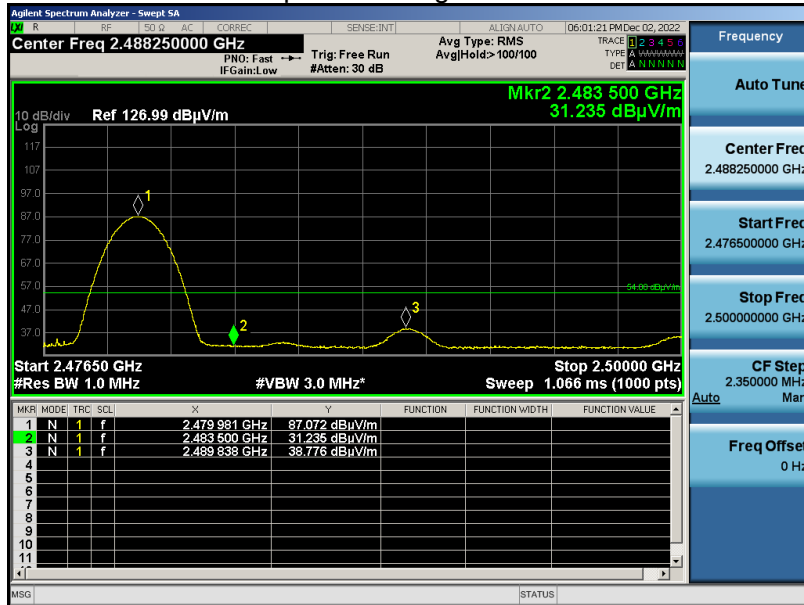 Agilent Spectrum Analyzer - Swept SA
LXI R RF 50 Ω AC CORREC SENSE:INT ALIGN AUTO 06:01:21 PM Dec 02, 2022
Center Freq 2.488250000 GHz
PNO: Fast
IFGain:Low
Trig: Free Run
#Atten: 30 dB
Avg Type: RMS
Avg|Hold:>100/100
TRACE 1 2 3 4 5 6
TYPE A WWWWW
DET A N N N N N
Mkr2 2.483 500 GHz
31.235 dBµV/m
10 dB/div Ref 126.99 dBµV/m
Log
117
107
97.0
87.0
77.0
67.0
57.0
47.0
37.0
1
2
3
54.00 dBµV/m
Start 2.47650 GHz Stop 2.50000 GHz
#Res BW 1.0 MHz #VBW 3.0 MHz* Sweep 1.066 ms (1000 pts)
MKR MODE TRC SCL X Y FUNCTION FUNCTION WIDTH FUNCTION VALUE
1 N 1 f 2.479 981 GHz 87.072 dBµV/m
2 N 1 f 2.483 500 GHz 31.235 dBµV/m
3 N 1 f 2.489 838 GHz 38.776 dBµV/m
4
5
6
7
8
9
10
11
MSG STATUS
Frequency
Auto Tune
Center Freq
2.488250000 GHz
Start Freq
2.476500000 GHz
Stop Freq
2.500000000 GHz
CF Step
2.350000 MHz
Auto Man
Freq Offset
0 Hz